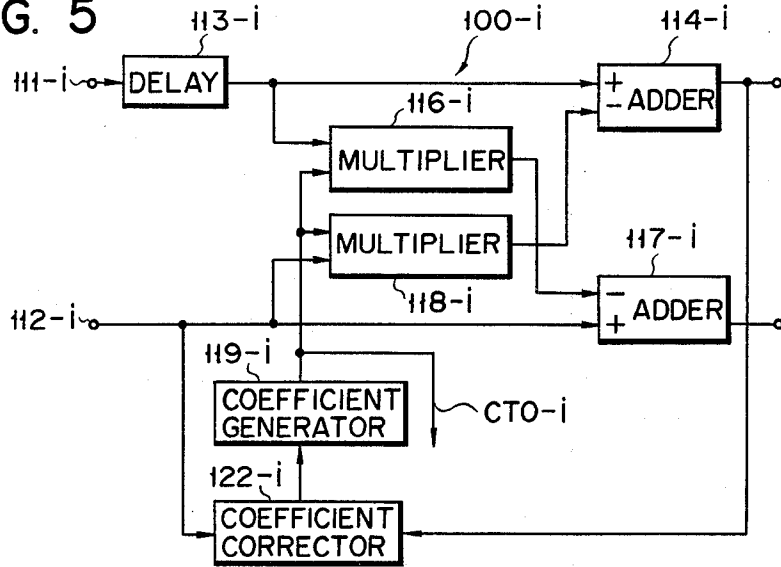 G. 5
113-i
100-i
114-i
111-i
DELAY
+
- ADDER
116-i
MULTIPLIER
MULTIPLIER
118-i
117-i
- ADDER
+
112-i
119-i
COEFFICIENT
GENERATOR
CTO-i
122-i
COEFFICIENT
CORRECTOR